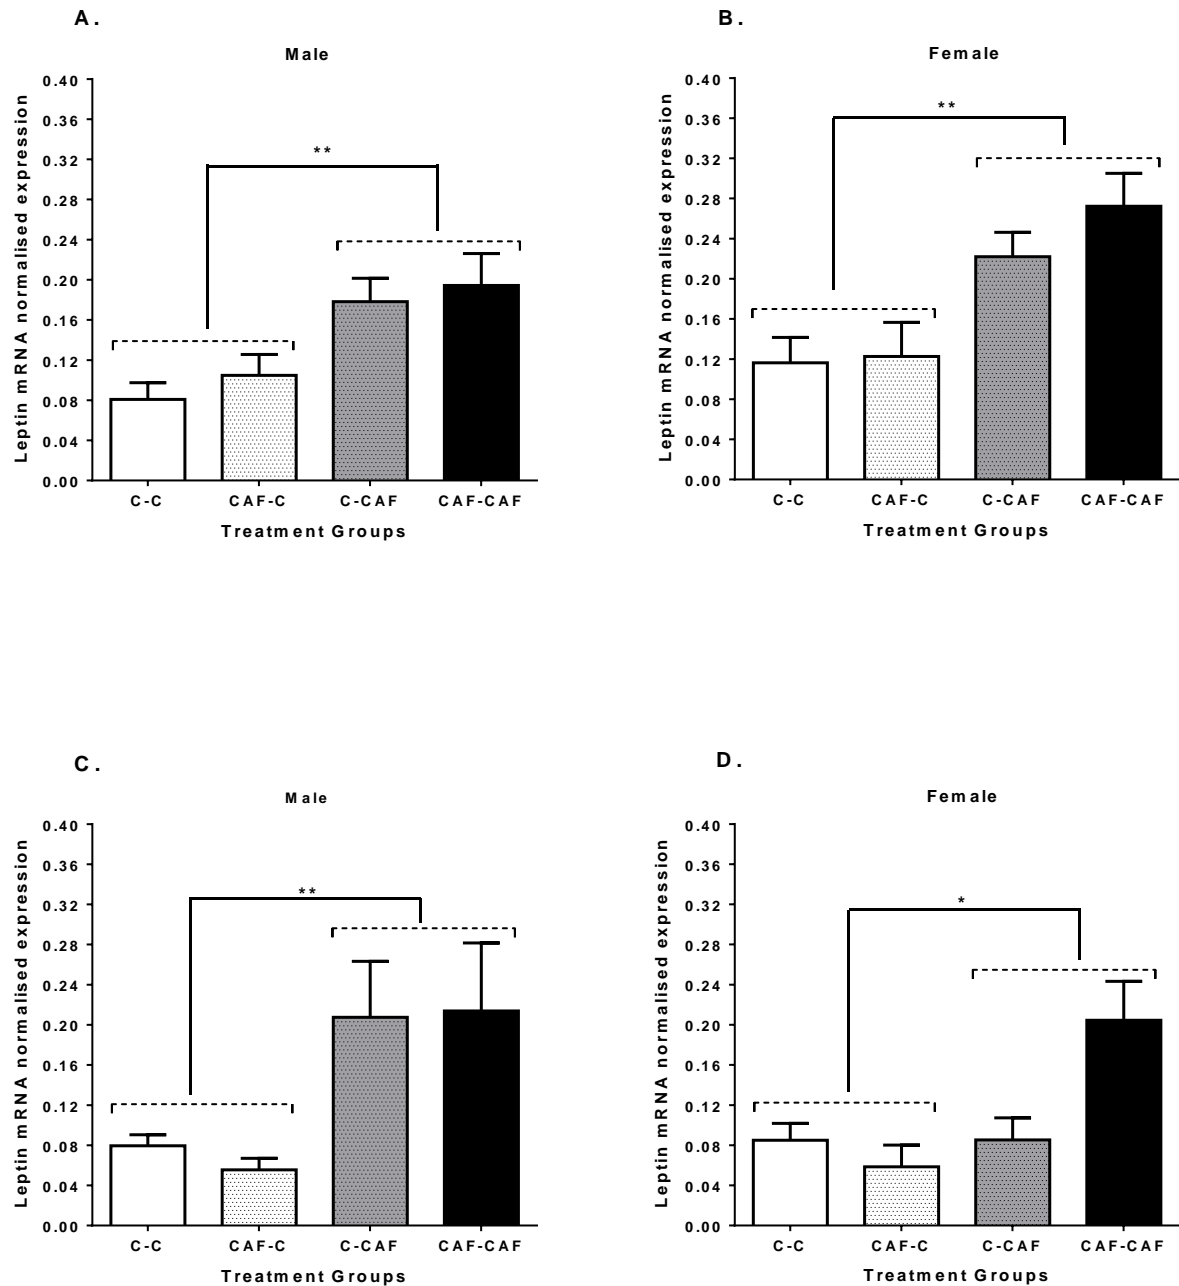 A.
Male
Leptin mRNA normalised expression
0.40
0.36
0.32
0.28
0.24
0.20
0.16
0.12
0.08
0.04
0.00
**
C-C CAF-C C-CAF CAF-CAF
Treatment Groups
B.
Female
Leptin mRNA normalised expression
0.40
0.36
0.32
0.28
0.24
0.20
0.16
0.12
0.08
0.04
0.00
**
C-C CAF-C C-CAF CAF-CAF
Treatment Groups
C.
Male
Leptin mRNA normalised expression
0.40
0.36
0.32
0.28
0.24
0.20
0.16
0.12
0.08
0.04
0.00
**
C-C CAF-C C-CAF CAF-CAF
Treatment Groups
D.
Female
Leptin mRNA normalised expression
0.40
0.36
0.32
0.28
0.24
0.20
0.16
0.12
0.08
0.04
0.00
*
C-C CAF-C C-CAF CAF-CAF
Treatment Groups